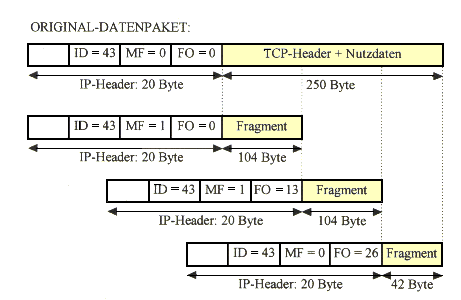 ORIGINAL-DATENPAKET:
ID = 43 MF = 0 FO = 0 TCP-Header + Nutzdaten
IP-Header: 20 Byte 250 Byte
ID = 43 MF = 1 FO = 0 Fragment
IP-Header: 20 Byte 104 Byte
ID = 43 MF = 1 FO = 13 Fragment
IP-Header: 20 Byte 104 Byte
ID = 43 MF = 0 FO = 26 Fragment
IP-Header: 20 Byte 42 Byte